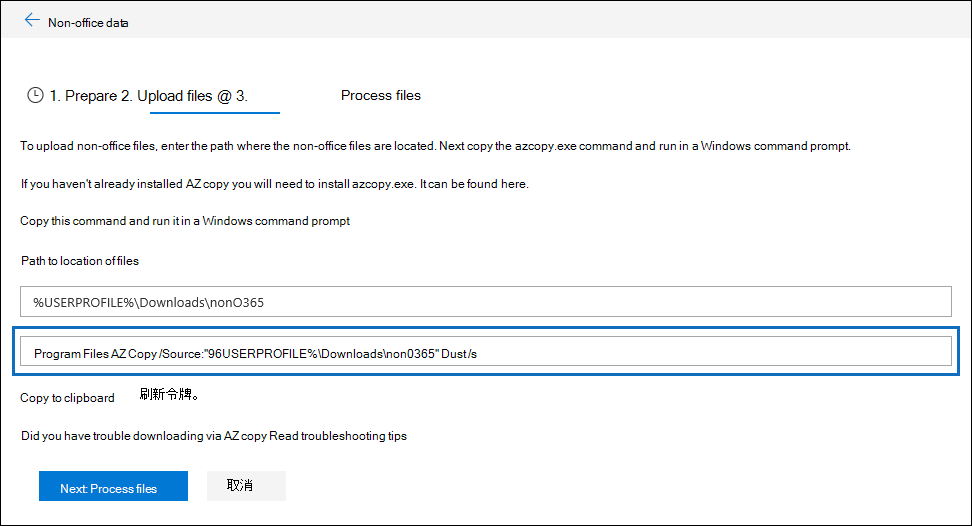 Non-office data
1. Prepare 2. Upload files @ 3. Process files
To upload non-office files, enter the path where the non-office files are located. Next copy the azcopy.exe command and run in a Windows command prompt.
If you haven't already installed AZ copy you will need to install azcopy.exe. It can be found here.
Copy this command and run it in a Windows command prompt
Path to location of files
%USERPROFILE%\Downloads\nonO365
Program Files AZ Copy /Source:"96USERPROFILE%\Downloads\non0365" Dust /s
Copy to clipboard 刷新令牌。
Did you have trouble downloading via AZ copy Read troubleshooting tips
Next: Process files 取消